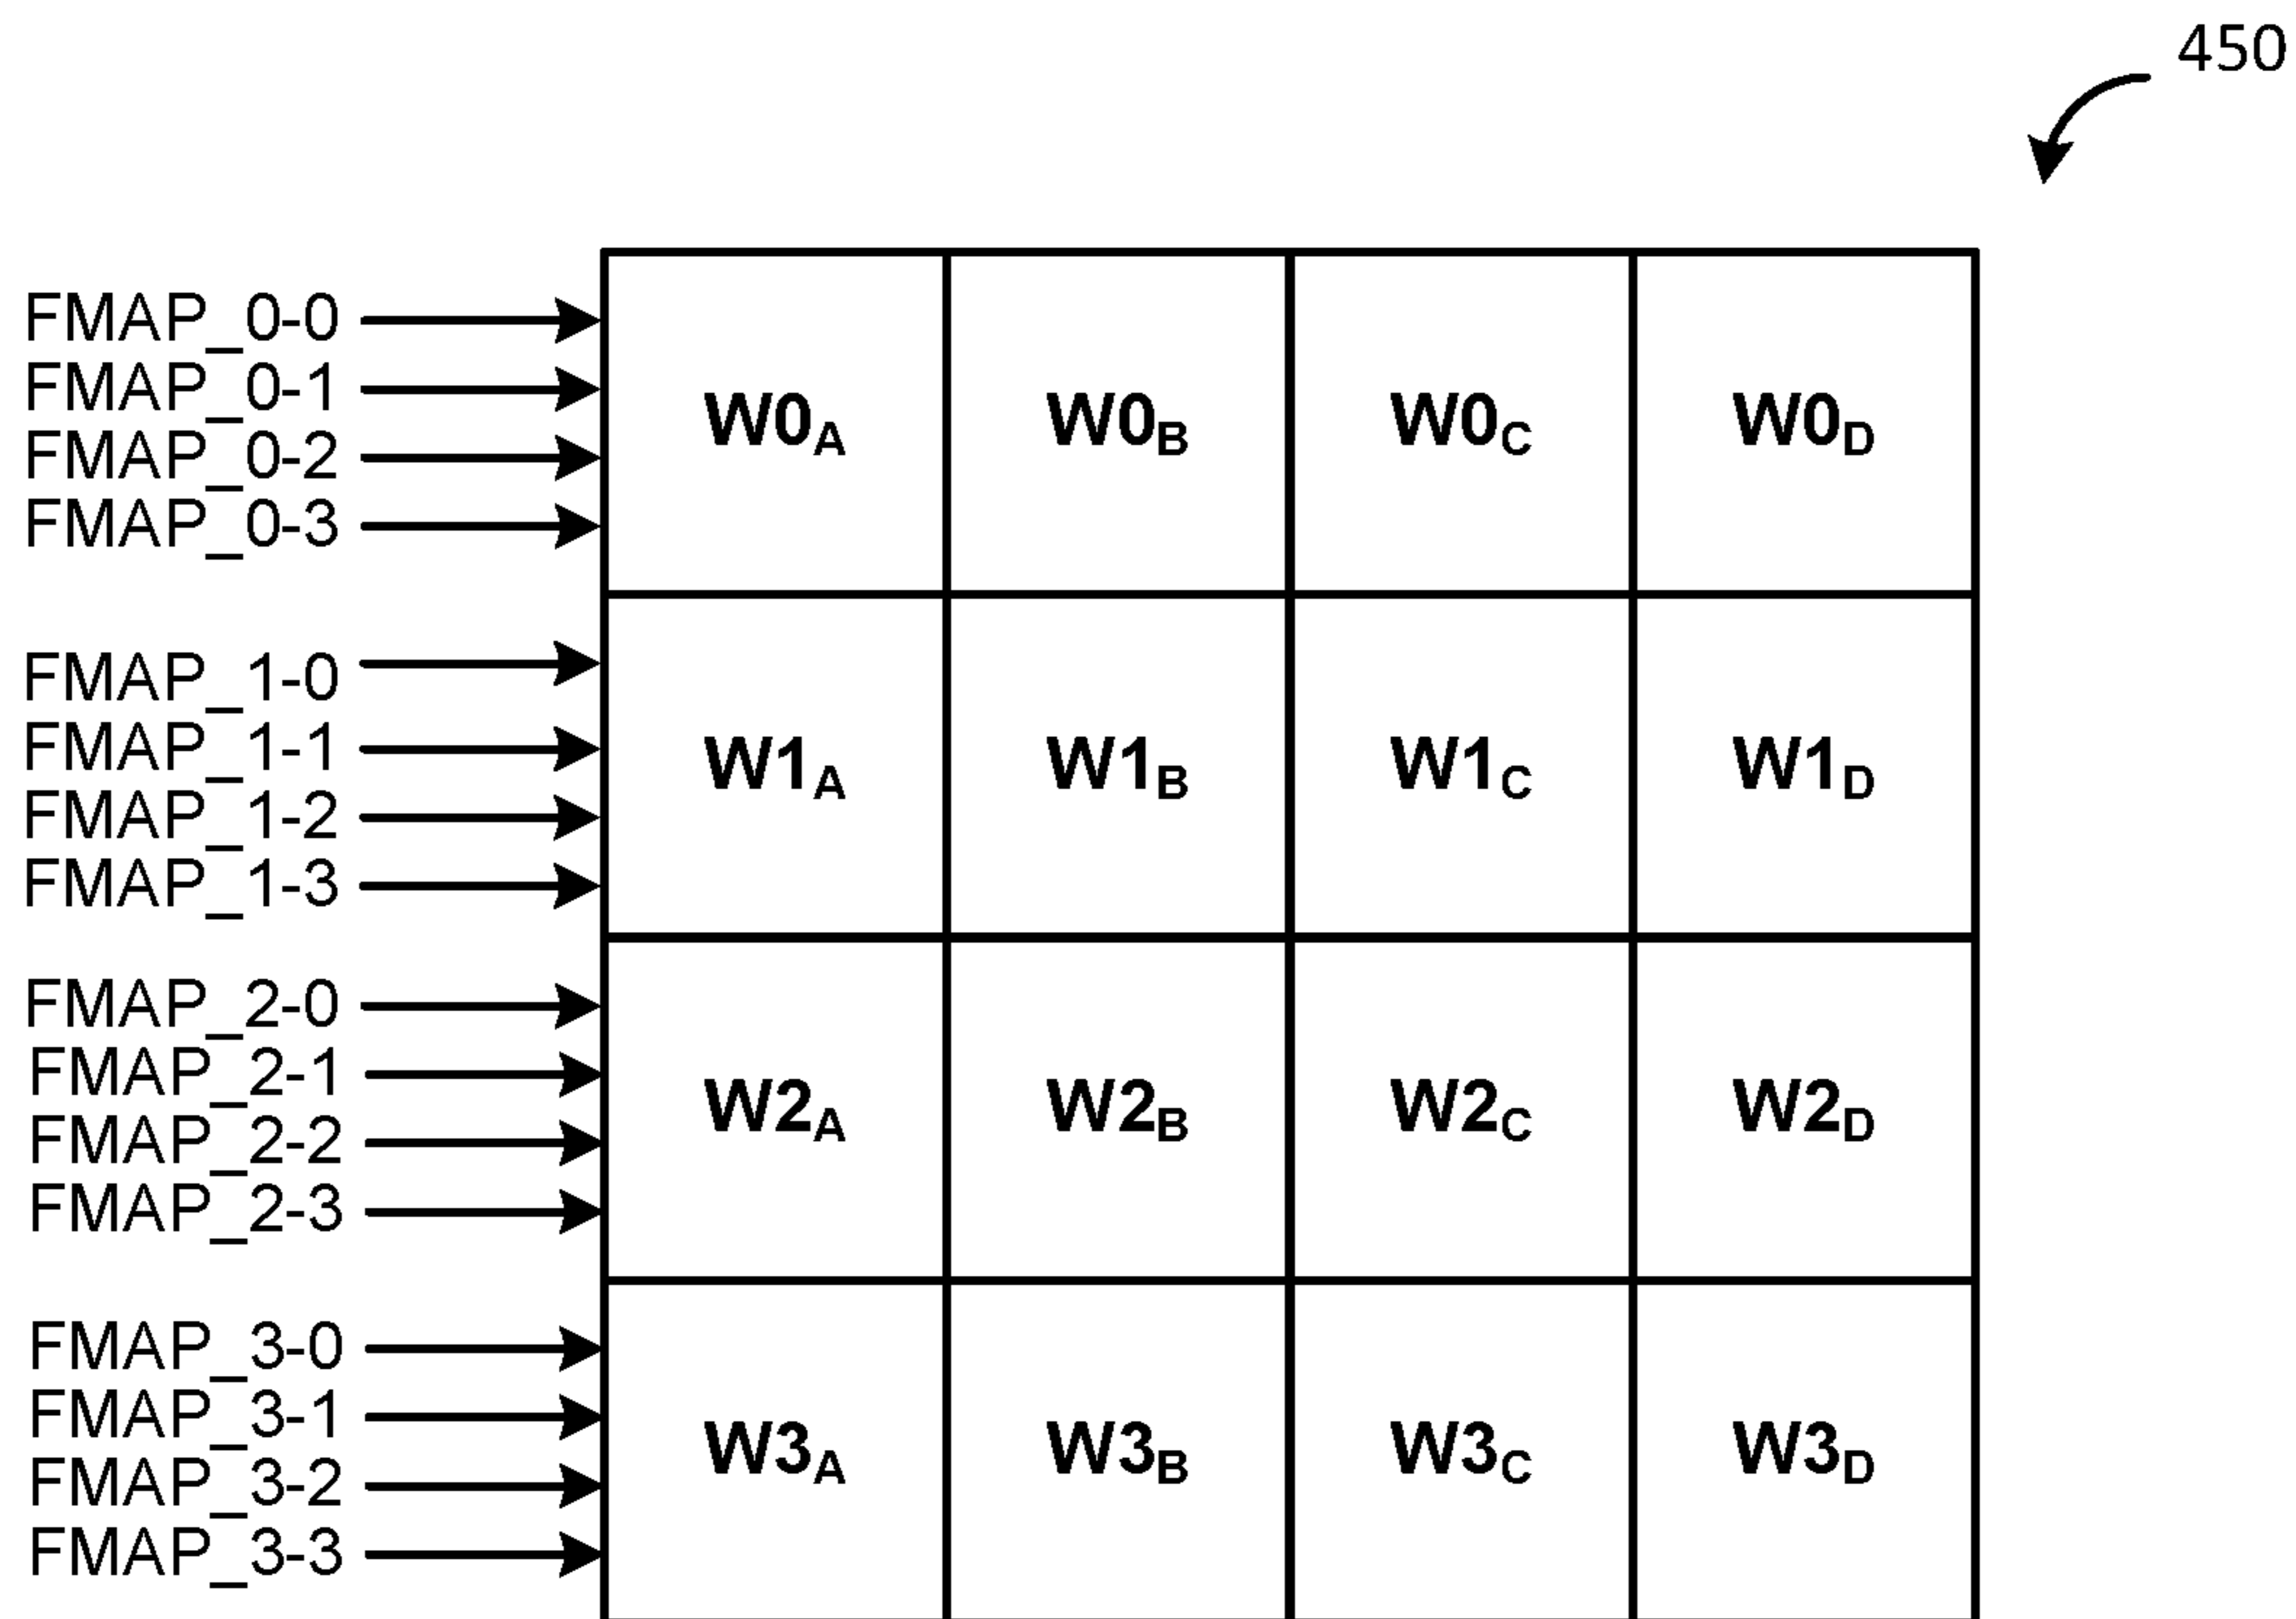 450
FMAP_0-0
FMAP_0-1
FMAP_0-2
FMAP_0-3
W0A W0B W0C W0D
FMAP_1-0
FMAP_1-1
FMAP_1-2
FMAP_1-3
W1A W1B W1C W1D
FMAP_2-0
FMAP_2-1
FMAP_2-2
FMAP_2-3
W2A W2B W2C W2D
FMAP_3-0
FMAP_3-1
FMAP_3-2
FMAP_3-3
W3A W3B W3C W3D